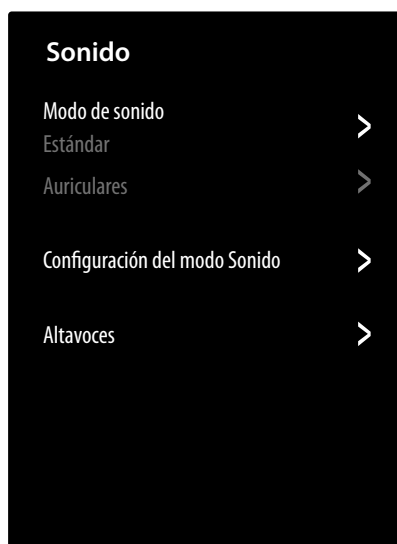 Sonido
Modo de sonido
Estándar
Auriculares
Configuración del modo Sonido
Altavoces